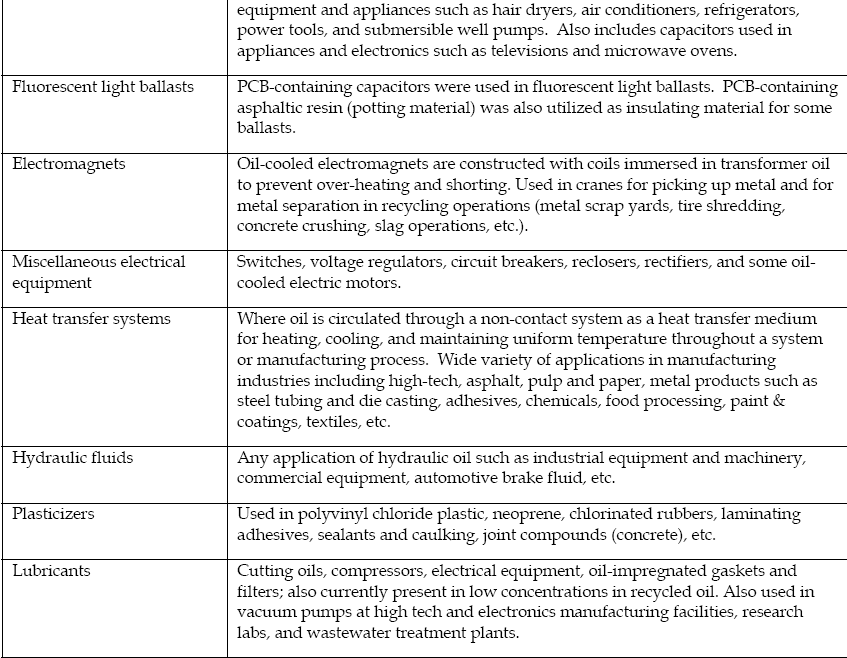 equipment and appliances such as hair dryers, air conditioners, refrigerators,
power tools, and submersible well pumps.  Also includes capacitors used in
appliances and electronics such as televisions and microwave ovens.
Fluorescent light ballasts
PCB-containing capacitors were used in fluorescent light ballasts.  PCB-containing
asphaltic resin (potting material) was also utilized as insulating material for some
ballasts.
Electromagnets
Oil-cooled electromagnets are constructed with coils immersed in transformer oil
to prevent over-heating and shorting. Used in cranes for picking up metal and for
metal separation in recycling operations (metal scrap yards, tire shredding,
concrete crushing, slag operations, etc.).
Miscellaneous electrical
equipment
Switches, voltage regulators, circuit breakers, reclosers, rectifiers, and some oil-
cooled electric motors.
Heat transfer systems
Where oil is circulated through a non-contact system as a heat transfer medium
for heating, cooling, and maintaining uniform temperature throughout a system
or manufacturing process.  Wide variety of applications in manufacturing
industries including high-tech, asphalt, pulp and paper, metal products such as
steel tubing and die casting, adhesives, chemicals, food processing, paint &
coatings, textiles, etc.
Hydraulic fluids
Any application of hydraulic oil such as industrial equipment and machinery,
commercial equipment, automotive brake fluid, etc.
Plasticizers
Used in polyvinyl chloride plastic, neoprene, chlorinated rubbers, laminating
adhesives, sealants and caulking, joint compounds (concrete), etc.
Lubricants
Cutting oils, compressors, electrical equipment, oil-impregnated gaskets and
filters; also currently present in low concentrations in recycled oil. Also used in
vacuum pumps at high tech and electronics manufacturing facilities, research
labs, and wastewater treatment plants.